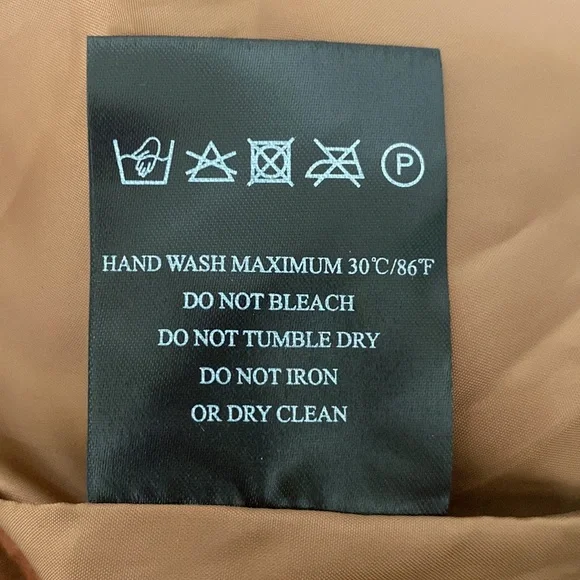 P
HAND WASH MAXIMUM 30℃/86℉
DO NOT BLEACH
DO NOT TUMBLE DRY
DO NOT IRON
OR DRY CLEAN